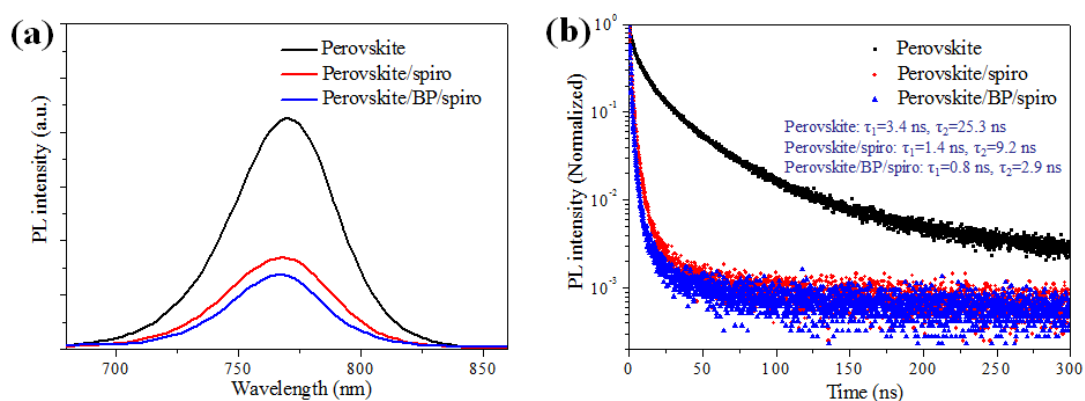 (a)
Perovskite
Perovskite/spiro
Perovskite/BP/spiro
PL intensity (a.u.)
700 750 800 850
Wavelength (nm)
(b)
Perovskite
Perovskite/spiro
Perovskite/BP/spiro
Perovskite: τ1=3.4 ns, τ2=25.3 ns
Perovskite/spiro: τ1=1.4 ns, τ2=9.2 ns
Perovskite/BP/spiro: τ1=0.8 ns, τ2=2.9 ns
PL intensity (Normalized)
10^0
10^-1
10^-2
10^-3
0 50 100 150 200 250 300
Time (ns)